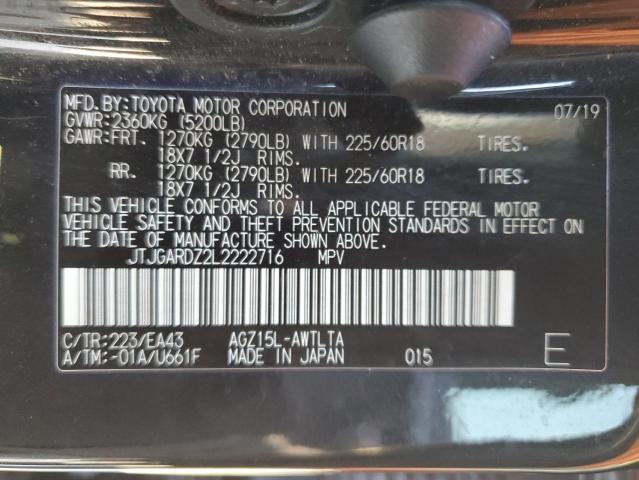 MFD.BY:TOYOTA MOTOR CORPORATION 07/19
GVWR:2360KG (5200LB)
GAWR:FRT. 1270KG (2790LB) WITH 225/60R18 TIRES.
18X7 1/2J RIMS.
RR. 1270KG (2790LB) WITH 225/60R18 TIRES.
18X7 1/2J RIMS.
THIS VEHICLE CONFORMS TO ALL APPLICABLE FEDERAL MOTOR
VEHICLE SAFETY AND THEFT PREVENTION STANDARDS IN EFFECT ON
THE DATE OF MANUFACTURE SHOWN ABOVE.
JTJGARDZ2L2222716 MPV
C/TR:223/EA43 AGZ15L-AWTLTA
A/TM:-01A/U661F MADE IN JAPAN 015 E